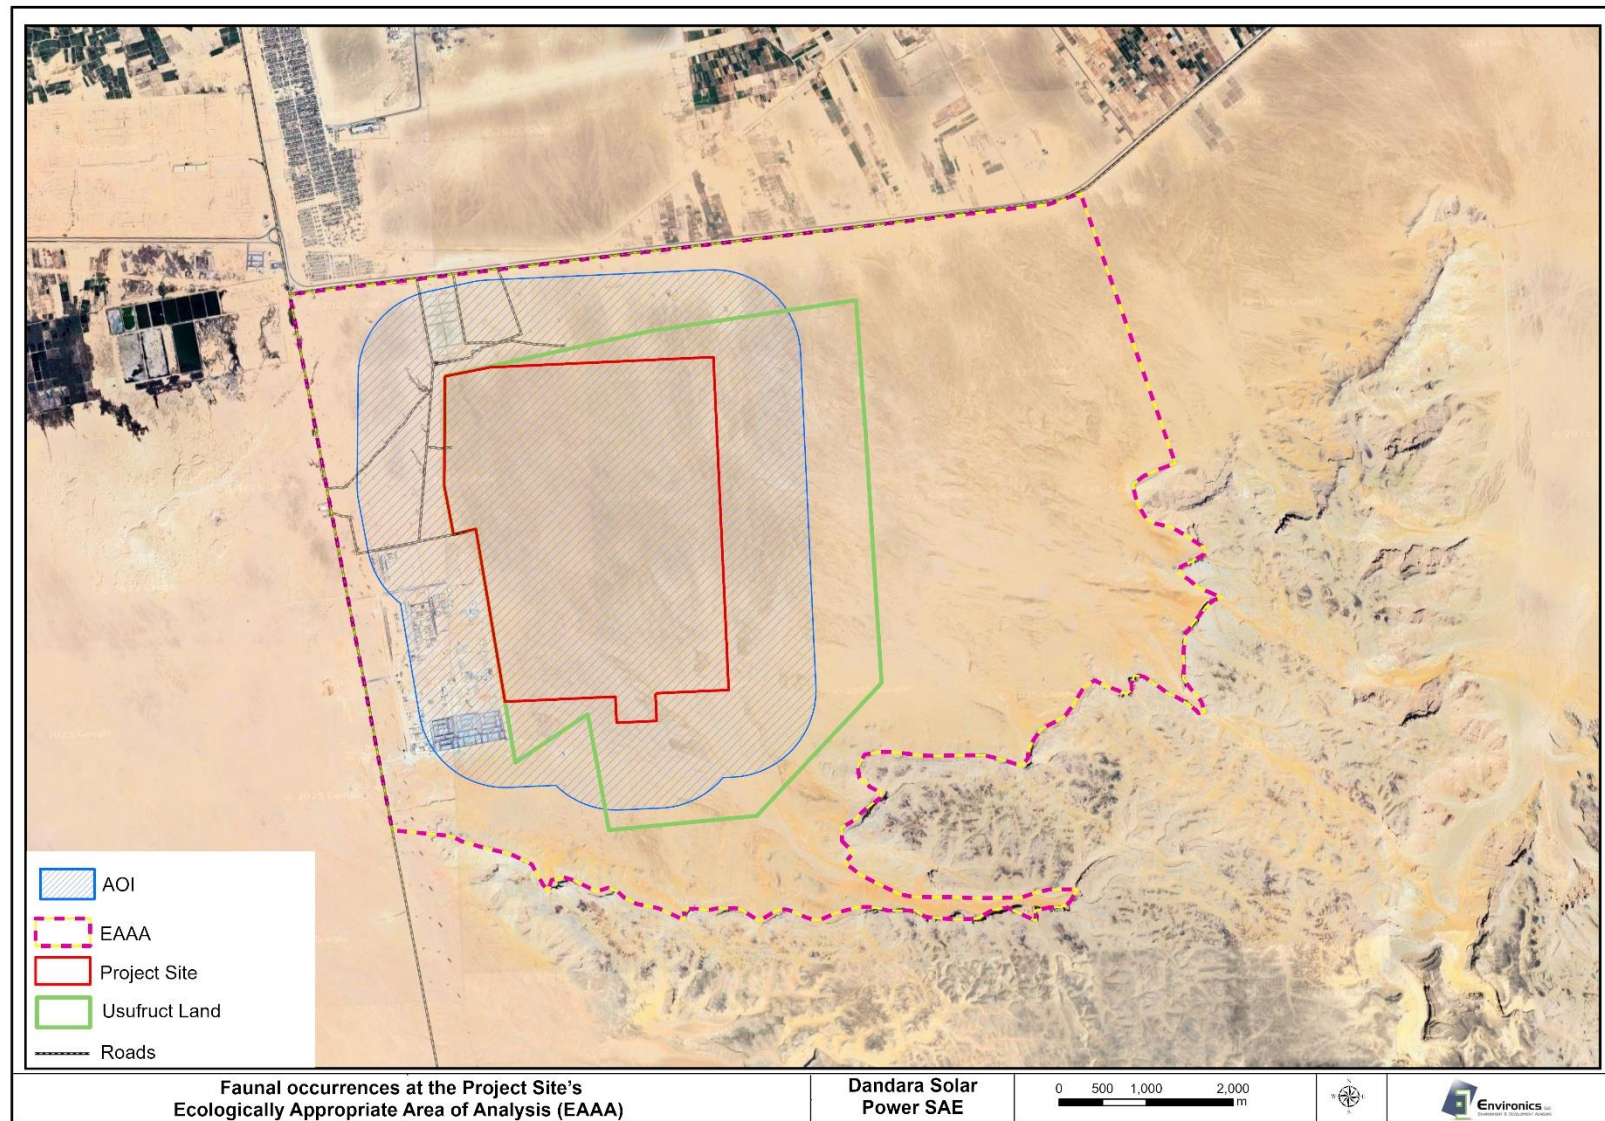 AOI
EAAA
Project Site
Usufruct Land
Roads
Faunal occurrences at the Project Site's
Ecologically Appropriate Area of Analysis (EAAA)
Dandara Solar
Power SAE
0 500 1,000 2,000
m
N
Environics